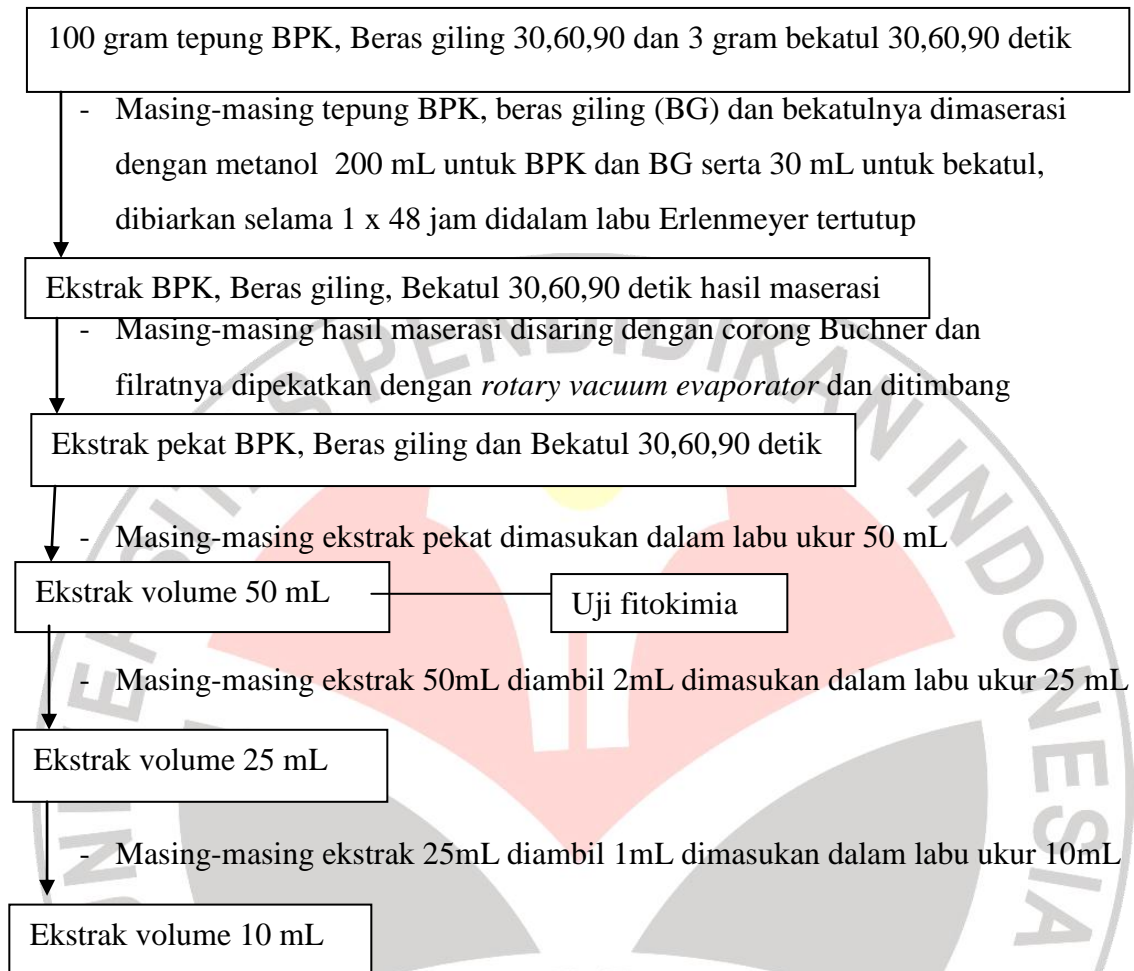 100 gram tepung BPK, Beras giling 30,60,90 dan 3 gram bekatul 30,60,90 detik
- Masing-masing tepung BPK, beras giling (BG) dan bekatulnya dimaserasi
dengan metanol 200 mL untuk BPK dan BG serta 30 mL untuk bekatul,
dibiarkan selama 1 x 48 jam didalam labu Erlenmeyer tertutup
Ekstrak BPK, Beras giling, Bekatul 30,60,90 detik hasil maserasi
- Masing-masing hasil maserasi disaring dengan corong Buchner dan
filratnya dipekatkan dengan rotary vacuum evaporator dan ditimbang
Ekstrak pekat BPK, Beras giling dan Bekatul 30,60,90 detik
- Masing-masing ekstrak pekat dimasukan dalam labu ukur 50 mL
Ekstrak volume 50 mL
Uji fitokimia
- Masing-masing ekstrak 50mL diambil 2mL dimasukan dalam labu ukur 25 mL
Ekstrak volume 25 mL
- Masing-masing ekstrak 25mL diambil 1mL dimasukan dalam labu ukur 10mL
Ekstrak volume 10 mL